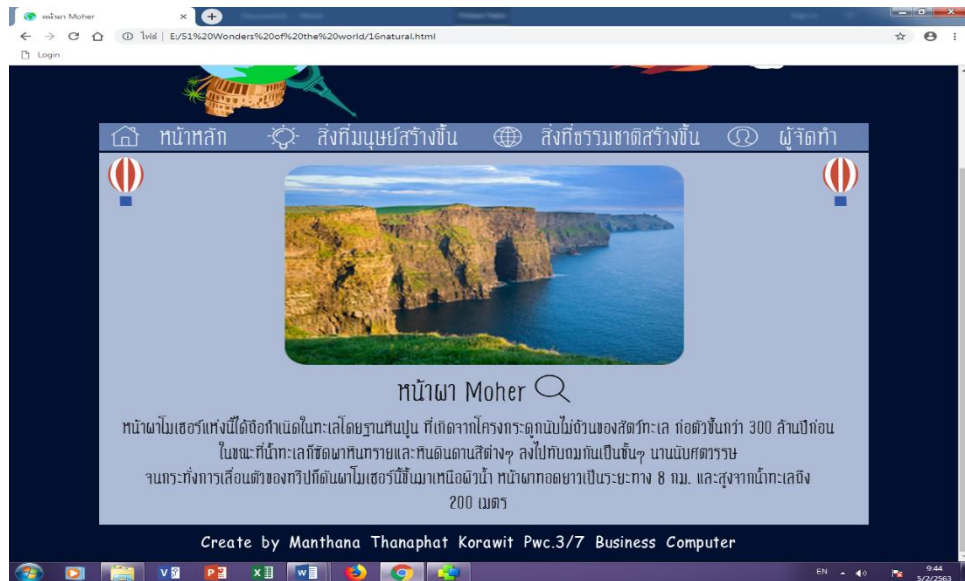 หน้าผา Moher
ไฟล์ | E:/51%20Wonders%20of%20the%20world/16natural.html
Login
หน้าหลัก สิ่งที่มนุษย์สร้างขึ้น สิ่งที่ธรรมชาติสร้างขึ้น ผู้จัดทำ
หน้าผา Moher
หน้าผาโมเฮอร์แห่งนี้ได้ถือกำเนิดในทะเลโดยฐานหินปูน ที่เกิดจากโครงกระดูกนับไม่ถ้วนของสัตว์ทะเล ก่อตัวขึ้นกว่า 300 ล้านปีก่อน
ในขณะที่น้ำทะเลก็ซัดพาหินทรายและหินดินดานสีต่างๆ ลงไปทับถมกันเป็นชั้นๆ นานนับศตวรรษ
จนกระทั่งการเลื่อนตัวของทวีปก็ดันผาโมเฮอร์นี้ขึ้นมาเหนือผิวน้ำ หน้าผาทอดยาวเป็นระยะทาง 8 กม. และสูงจากน้ำทะเลถึง
200 เมตร
Create by Manthana Thanaphat Korawit Pwc.3/7 Business Computer
EN 9:44
5/2/2563